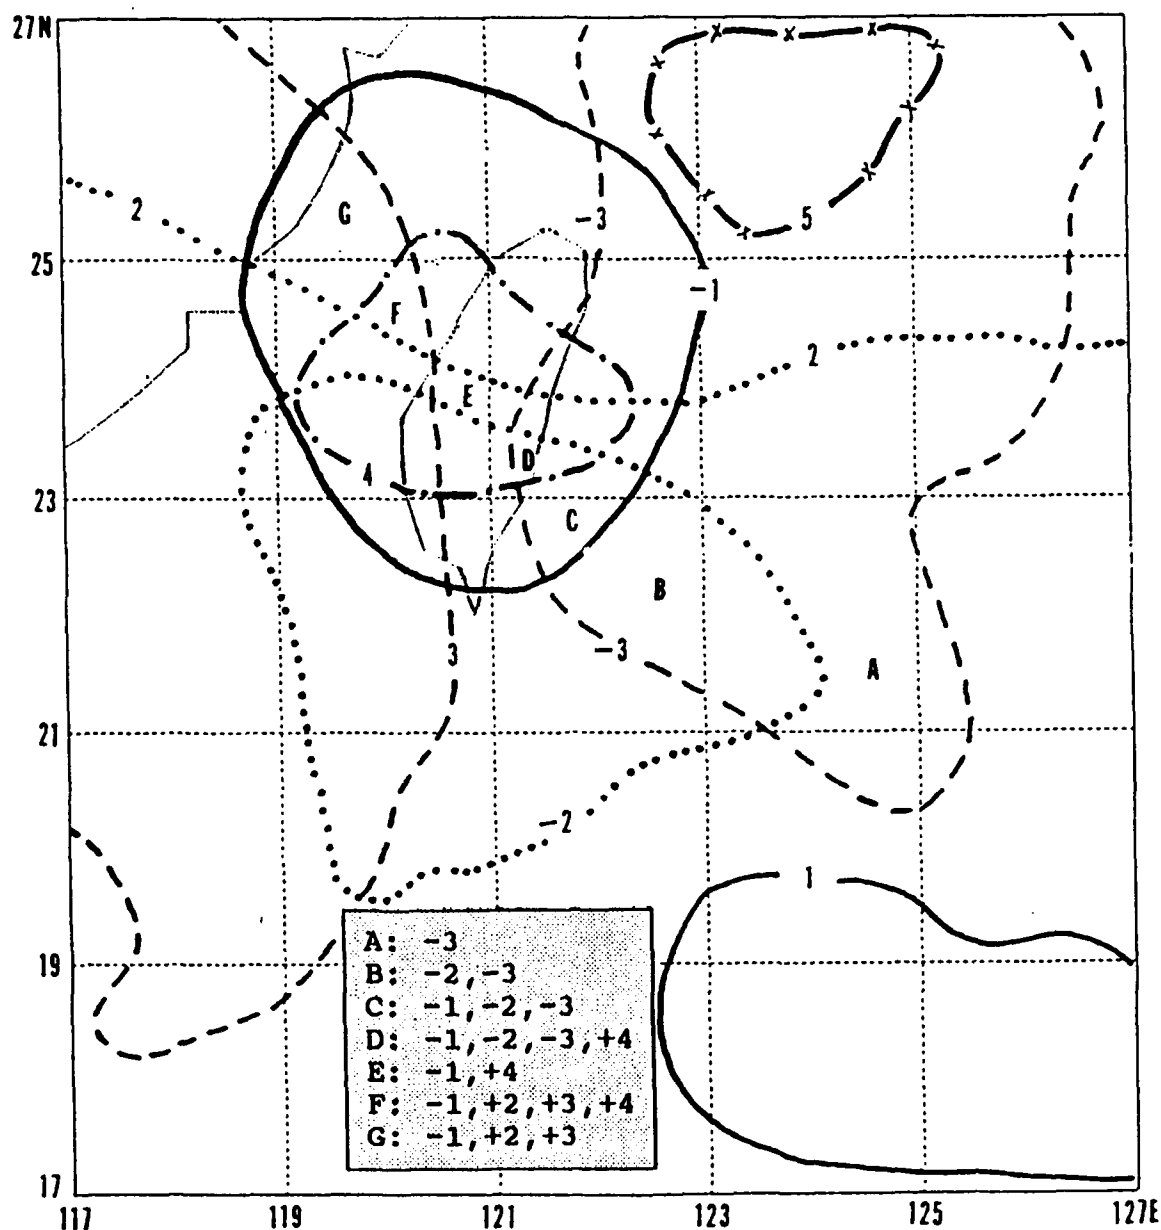 27N
5
2
G
-3
25
-1
F
2
E
D
4
23
C
B
3
-3
A
21
-2
1
19
A: -3
B: -2,-3
C: -1,-2,-3
D: -1,-2,-3,+4
E: -1,+4
F: -1,+2,+3,+4
G: -1,+2,+3
17
117 119 121 123 125 127E